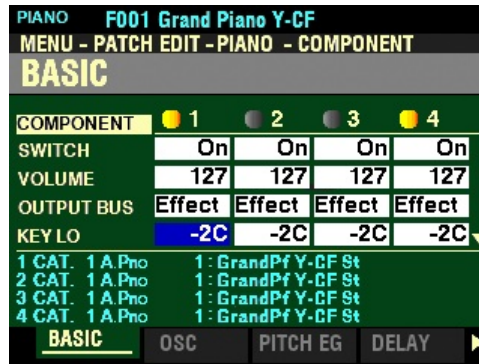 PIANO F001 Grand Piano Y-CF
MENU - PATCH EDIT - PIANO - COMPONENT
BASIC
COMPONENT 1 2 3 4
SWITCH On On On On
VOLUME 127 127 127 127
OUTPUT BUS Effect Effect Effect Effect
KEY LO -2C -2C -2C -2C
1 CAT. 1 A.Pno 1: GrandPf Y-CF St
2 CAT. 1 A.Pno 1: GrandPf Y-CF St
3 CAT. 1 A.Pno 1: GrandPf Y-CF St
4 CAT. 1 A.Pno 1: GrandPf Y-CF St
BASIC OSC PITCH EG DELAY